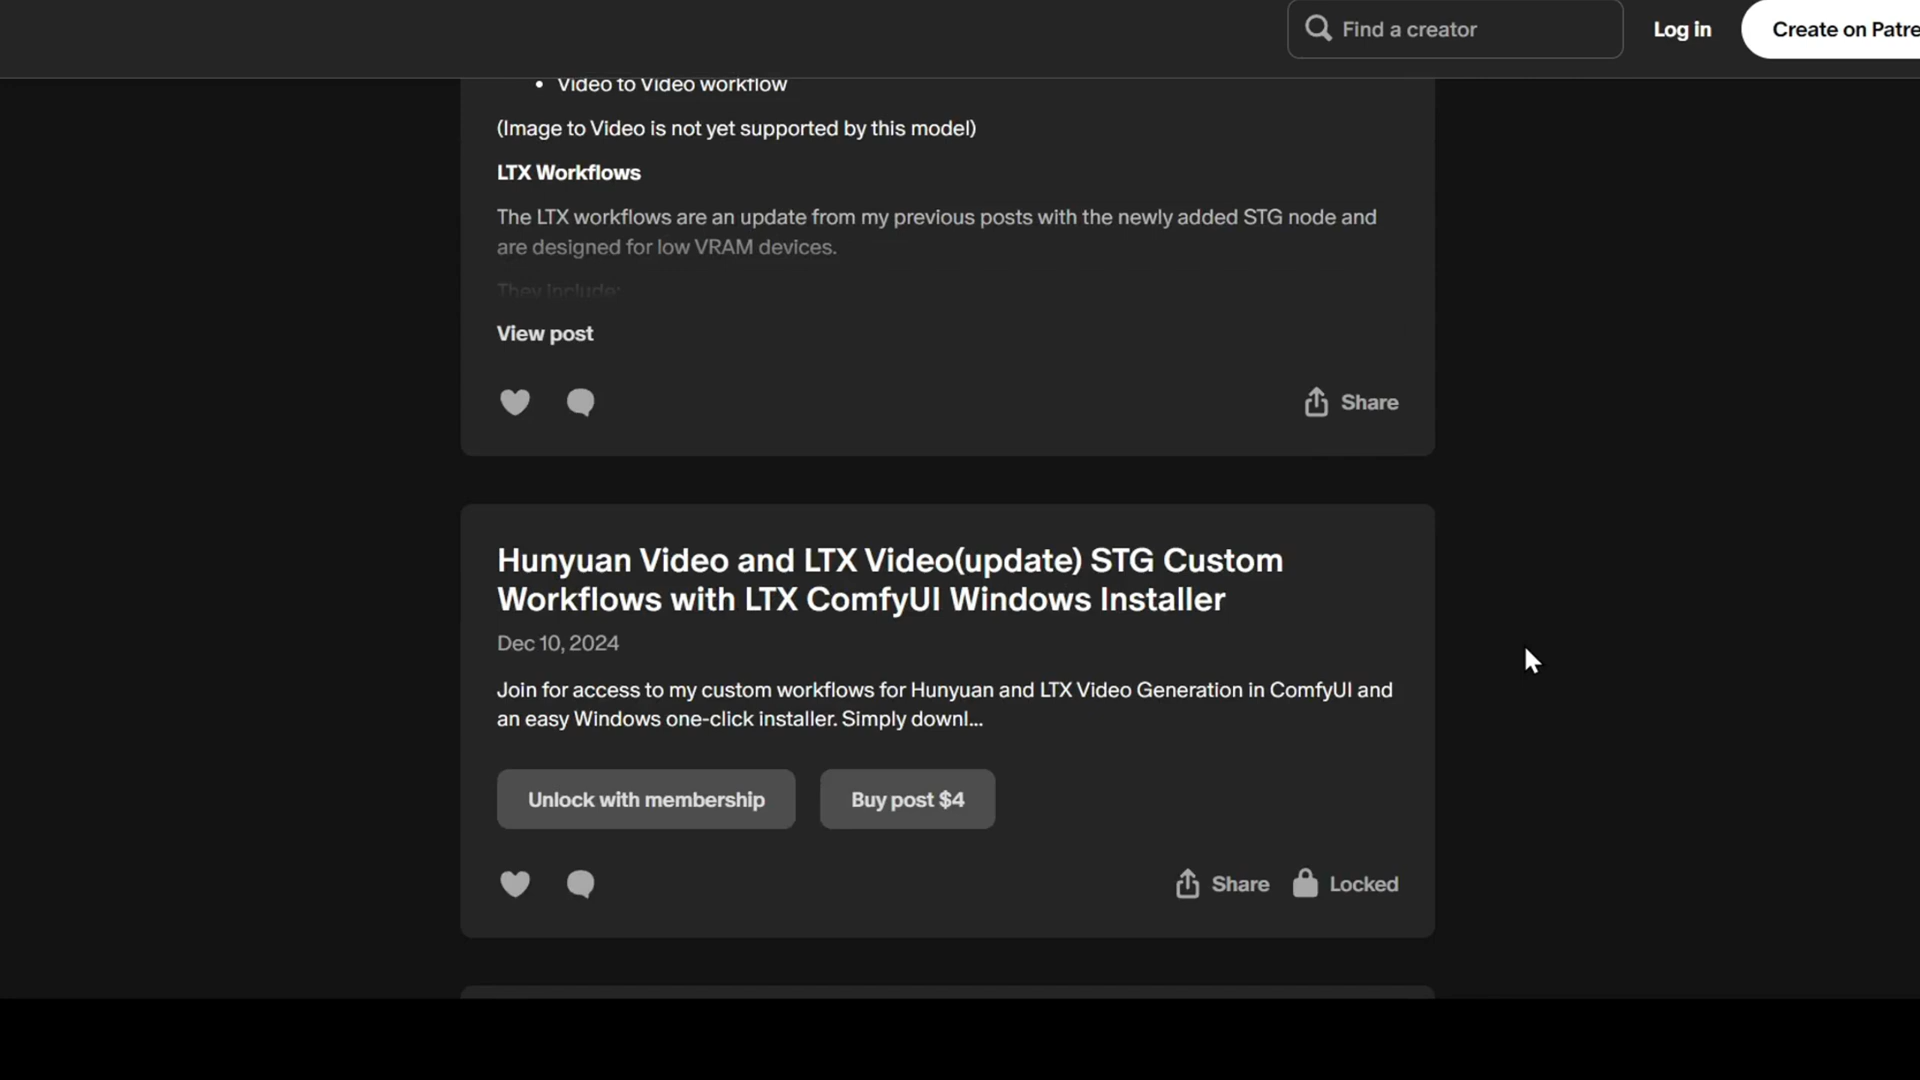 Find a creator
Log in
Create on Patre
• Video to Video workflow
(Image to Video is not yet supported by this model)
LTX Workflows
The LTX workflows are an update from my previous posts with the newly added STG node and
are designed for low VRAM devices.
They include:
View post
Share
Hunyuan Video and LTX Video(update) STG Custom
Workflows with LTX ComfyUI Windows Installer
Dec 10, 2024
Join for access to my custom workflows for Hunyuan and LTX Video Generation in ComfyUI and
an easy Windows one-click installer. Simply downl...
Unlock with membership
Buy post $4
Share
Locked